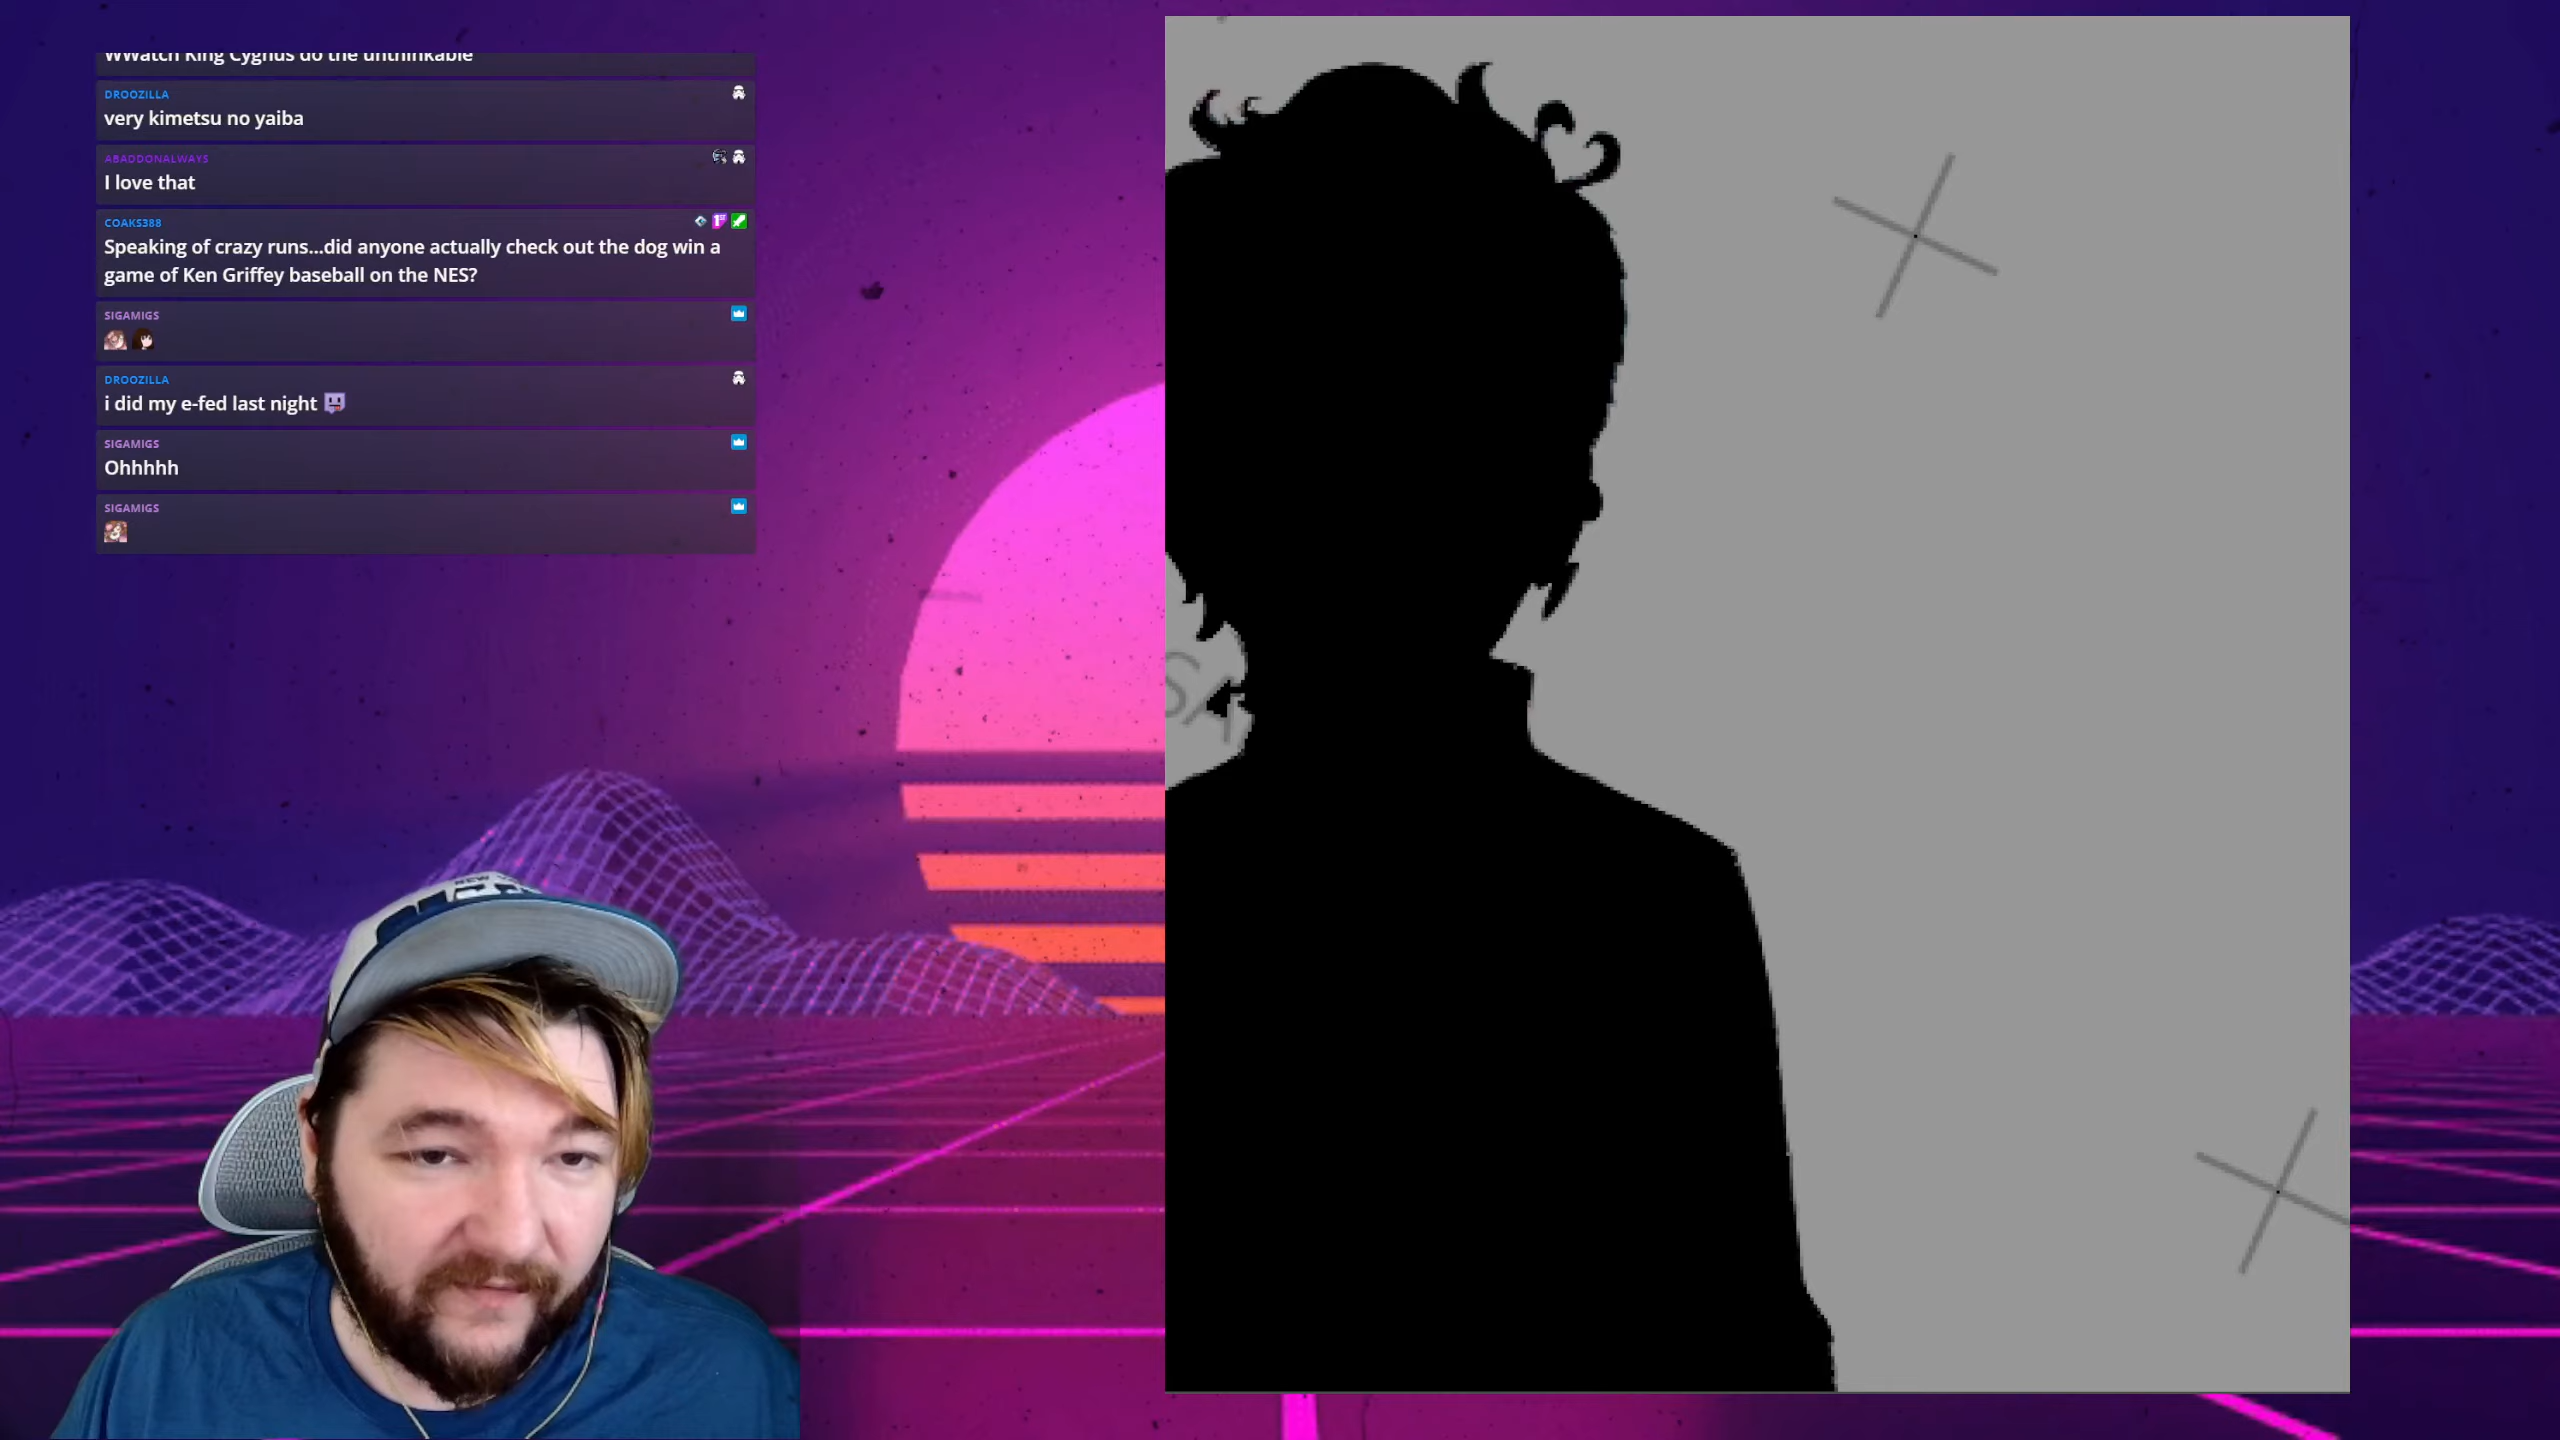 WWatch King Cygnus do the unthinkable
DROOZILLA
very kimetsu no yaiba
ABADDONALWAYS
I love that
COAKS388
Speaking of crazy runs...did anyone actually check out the dog win a
game of Ken Griffey baseball on the NES?
SIGAMIGS
DROOZILLA
i did my e-fed last night
SIGAMIGS
Ohhhhh
SIGAMIGS
SA
NEW